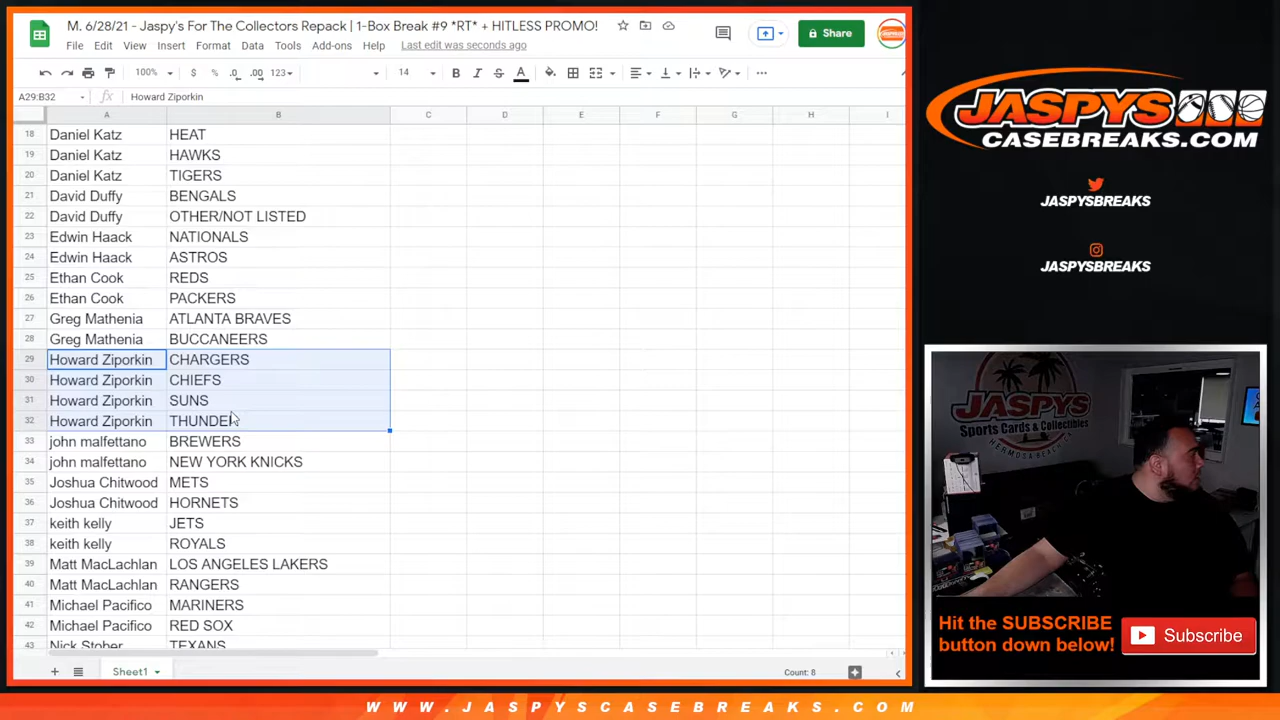 M. 6/28/21 - Jaspy's For The Collectors Repack | 1-Box Break #9 *RT* + HITLESS PROMO!
File Edit View Insert Format Data Tools Add-ons Help Last edit was seconds ago
Share
100% $ % .0 .00 123 14 B I S A
A29:B32 fx Howard Ziporkin
A B C D E F G H I
18 Daniel Katz HEAT
19 Daniel Katz HAWKS
20 Daniel Katz TIGERS
21 David Duffy BENGALS
22 David Duffy OTHER/NOT LISTED
23 Edwin Haack NATIONALS
24 Edwin Haack ASTROS
25 Ethan Cook REDS
26 Ethan Cook PACKERS
27 Greg Mathenia ATLANTA BRAVES
28 Greg Mathenia BUCCANEERS
29 Howard Ziporkin CHARGERS
30 Howard Ziporkin CHIEFS
31 Howard Ziporkin SUNS
32 Howard Ziporkin THUNDER
33 john malfettano BREWERS
34 john malfettano NEW YORK KNICKS
35 Joshua Chitwood METS
36 Joshua Chitwood HORNETS
37 keith kelly JETS
38 keith kelly ROYALS
39 Matt MacLachlan LOS ANGELES LAKERS
40 Matt MacLachlan RANGERS
41 Michael Pacifico MARINERS
42 Michael Pacifico RED SOX
43 Nick Stober TEXANS
Sheet1
Count: 8
JASPYS
CASEBREAKS.COM
JASPYSBREAKS
JASPYSBREAKS
JASPYS
Sports Cards & Collectibles
HERMOSA BEACH, CA
Hit the SUBSCRIBE
button down below!
Subscribe
WWW.JASPYSCASEBREAKS.COM